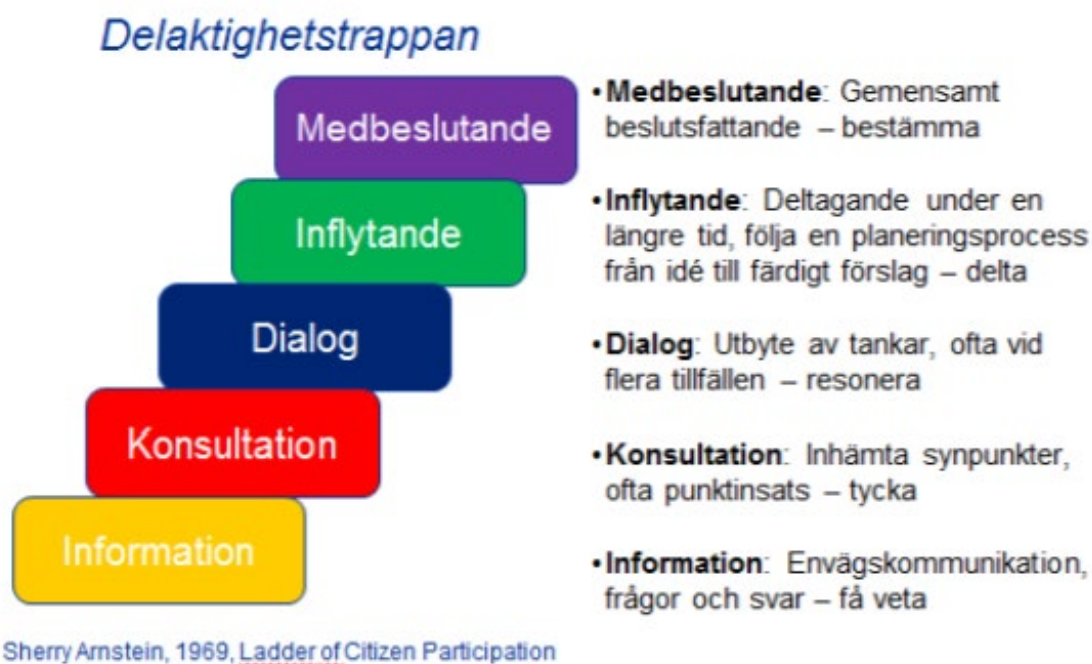 Delaktighetstrappan
Medbeslutande
Inflytande
Dialog
Konsultation
Information
•Medbeslutande: Gemensamt
beslutsfattande – bestämma
•Inflytande: Deltagande under en
längre tid, följa en planeringsprocess
från idé till färdigt förslag – delta
•Dialog: Utbyte av tankar, ofta vid
flera tillfällen – resonera
•Konsultation: Inhämta synpunkter,
ofta punktinsats – tycka
•Information: Envägskommunikation,
frågor och svar – få veta
Sherry Arnstein, 1969, Ladder of Citizen Participation